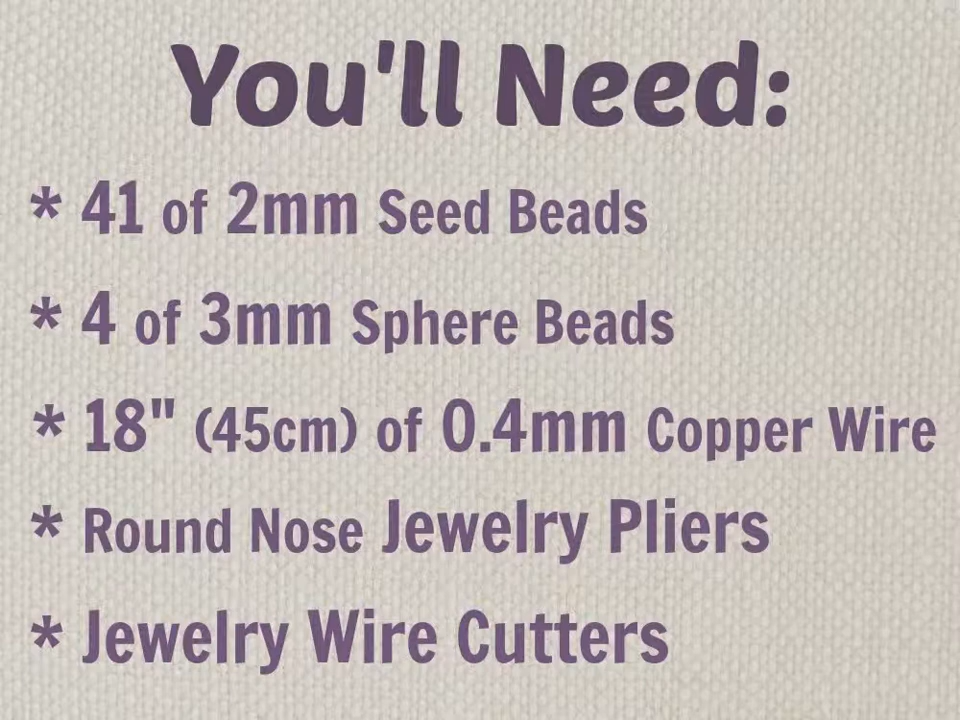 You'll Need:
* 41 of 2mm Seed Beads
* 4 of 3mm Sphere Beads
* 18" (45cm) of 0.4mm Copper Wire
* Round Nose Jewelry Pliers
* Jewelry Wire Cutters